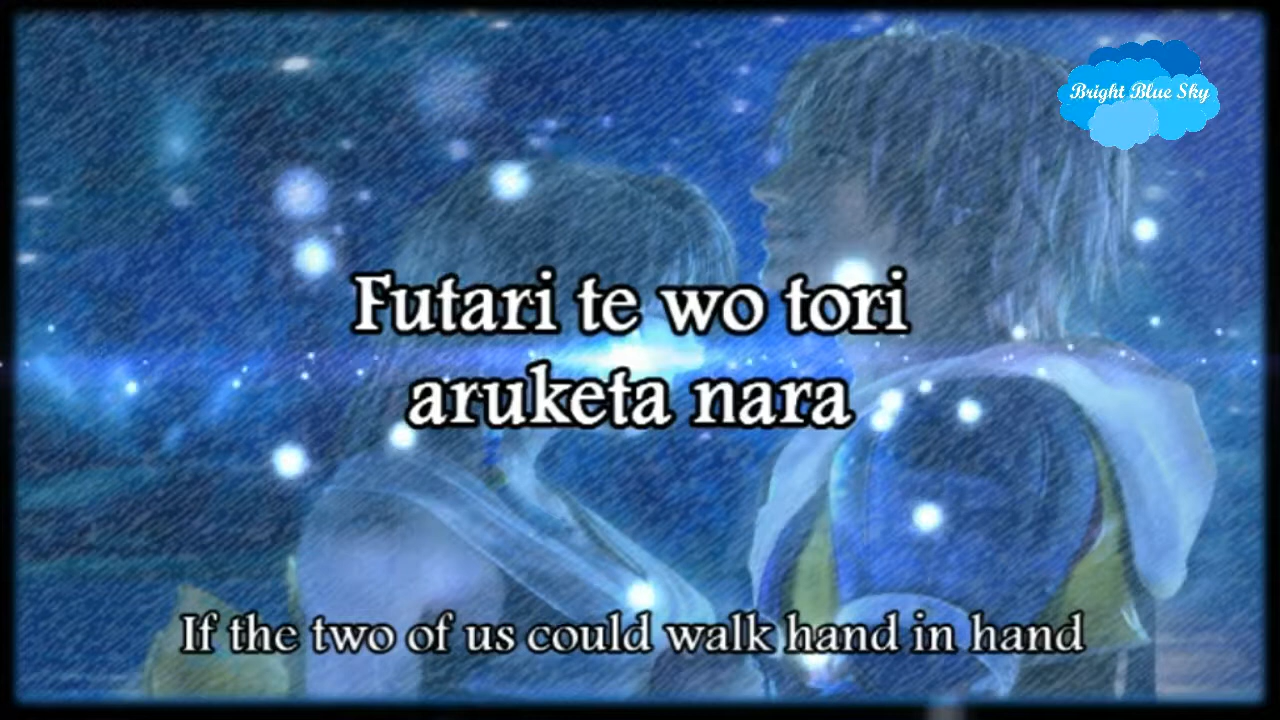 Bright Blue Sky
Futari te wo tori
aruketa nara
If the two of us could walk hand in hand